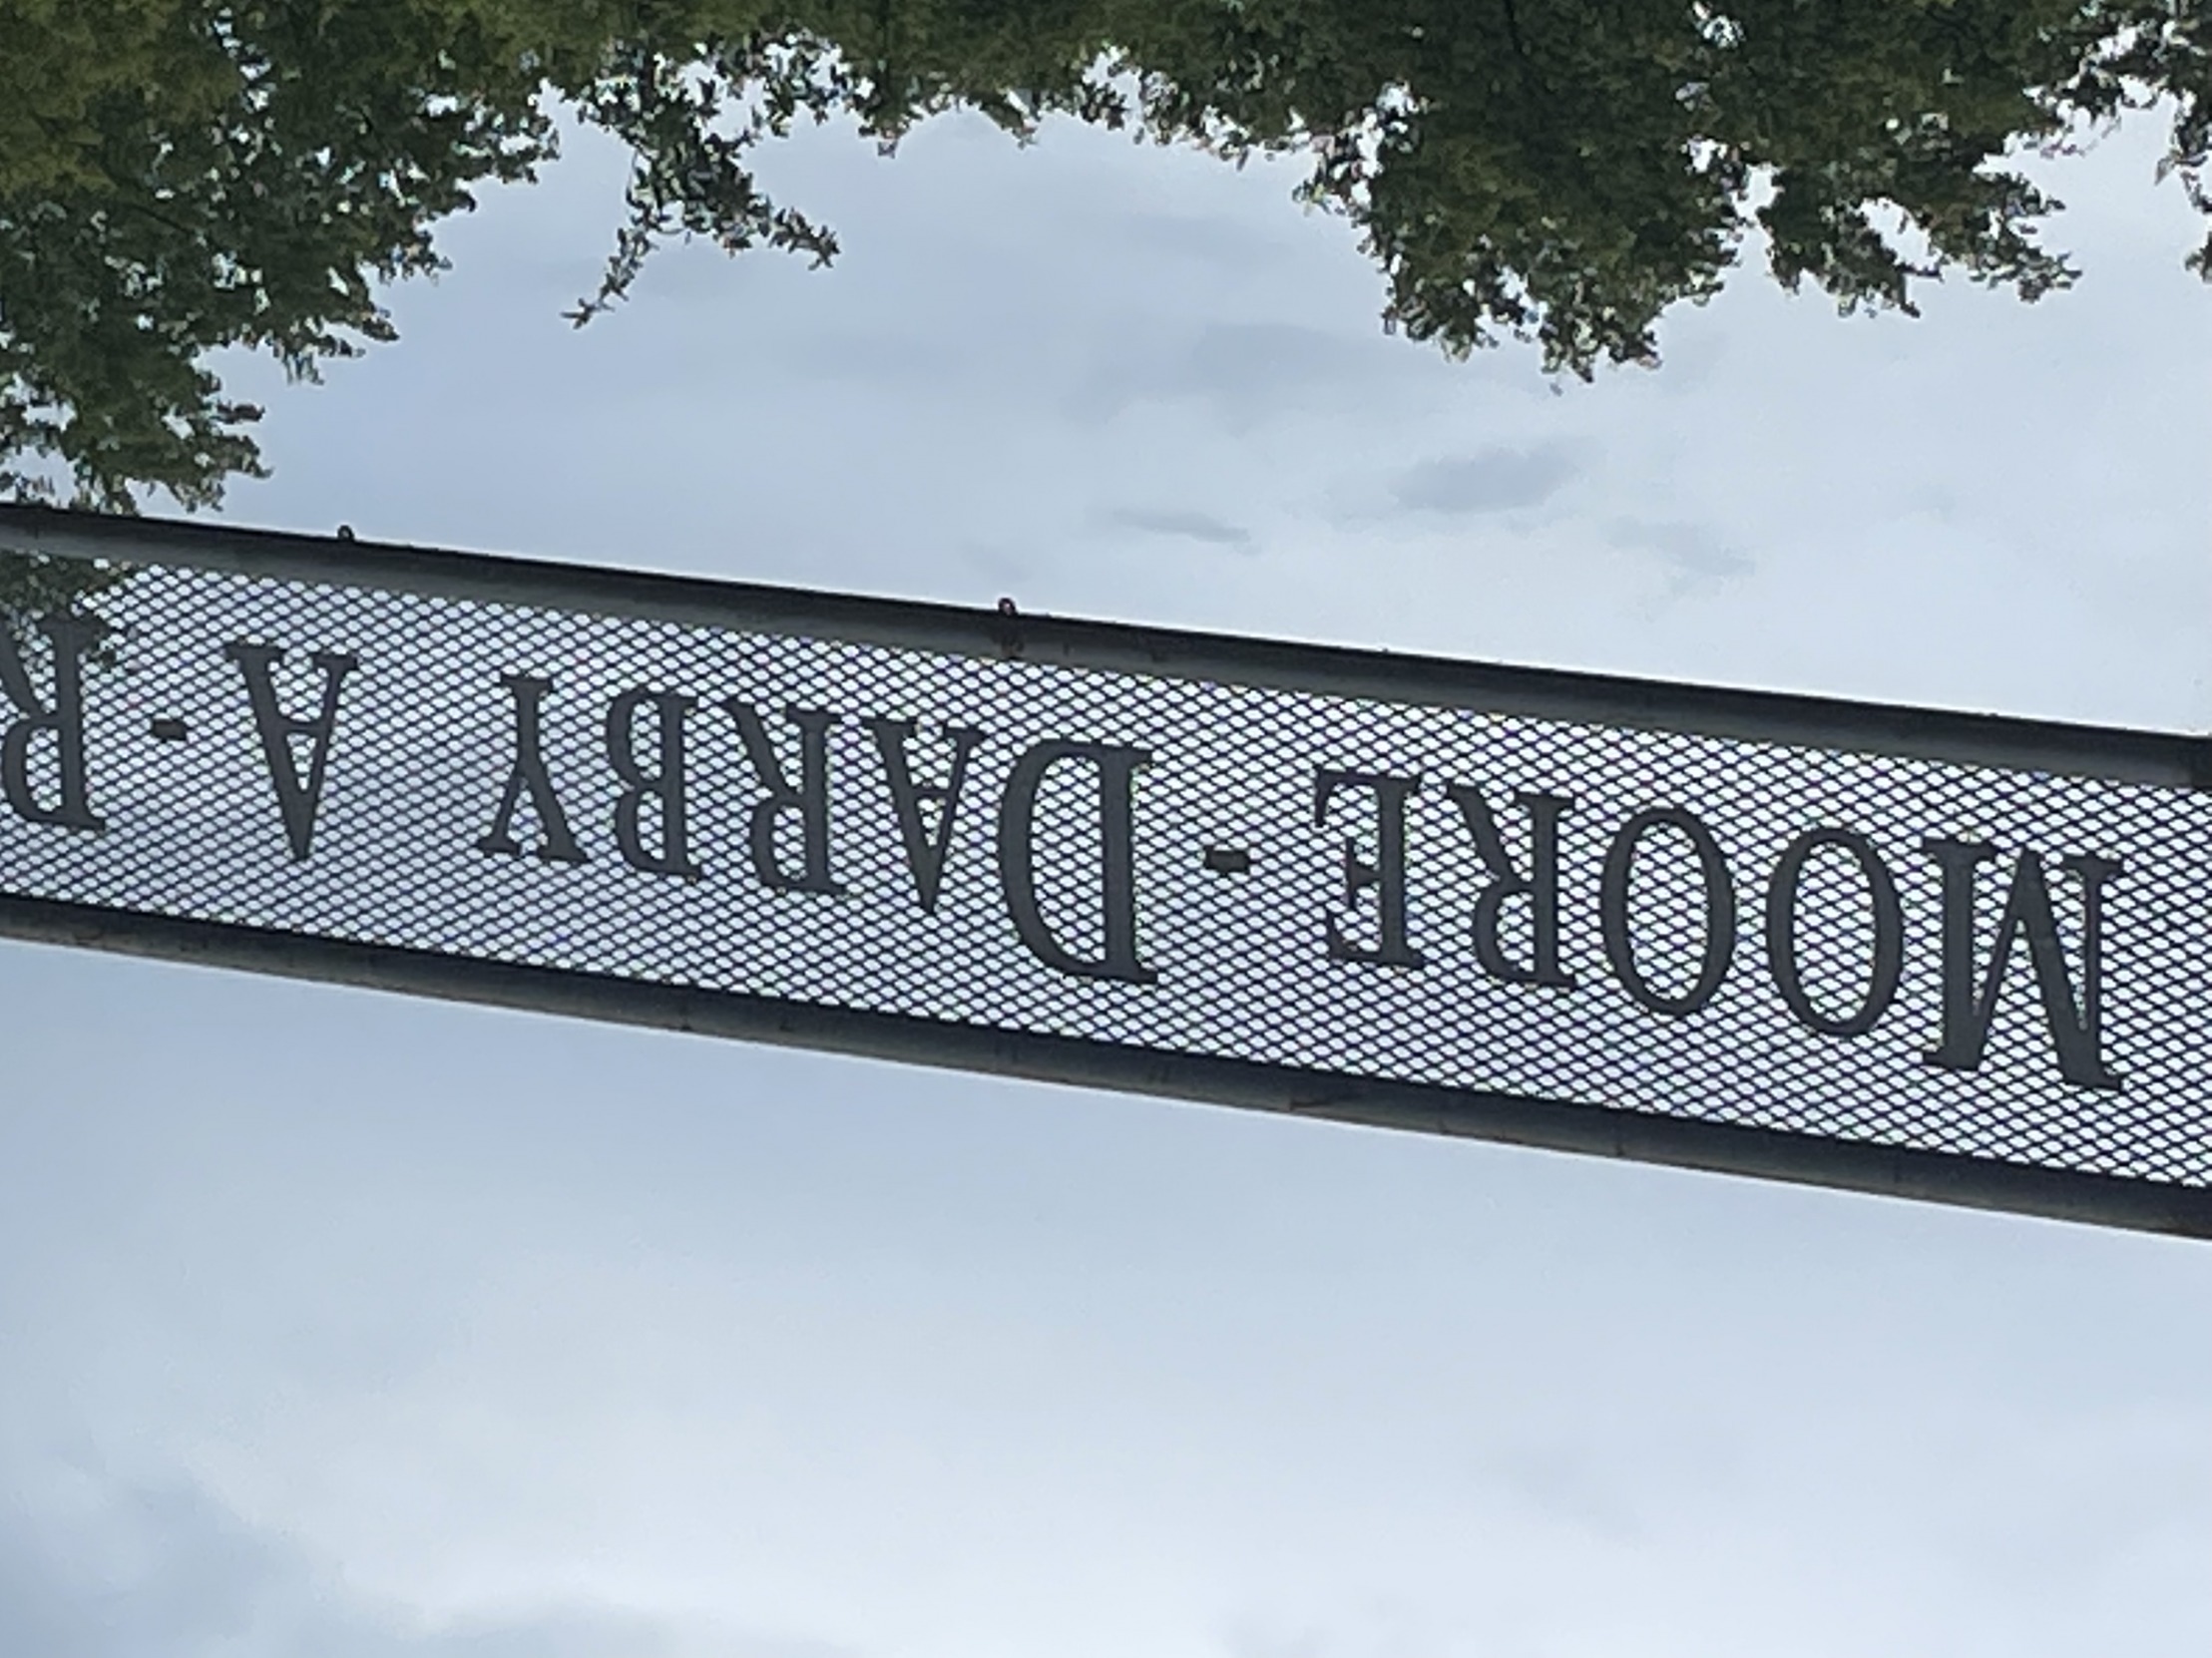 MOORE - DARBY A - R